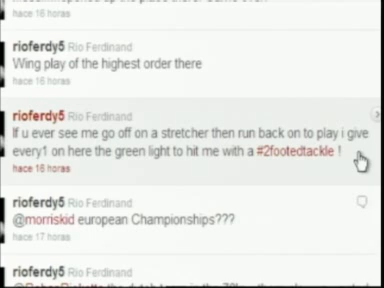 hace 16 horas
rioferdy5 Rio Ferdinand
Wing play of the highest order there
hace 16 horas
rioferdy5 Rio Ferdinand
If u ever see me go off on a stretcher then run back on to play i give
every1 on here the green light to hit me with a #2footedtackle !
hace 16 horas
rioferdy5 Rio Ferdinand
@morriskid european Championships???
hace 17 horas
rioferdy5 Rio Ferdinand